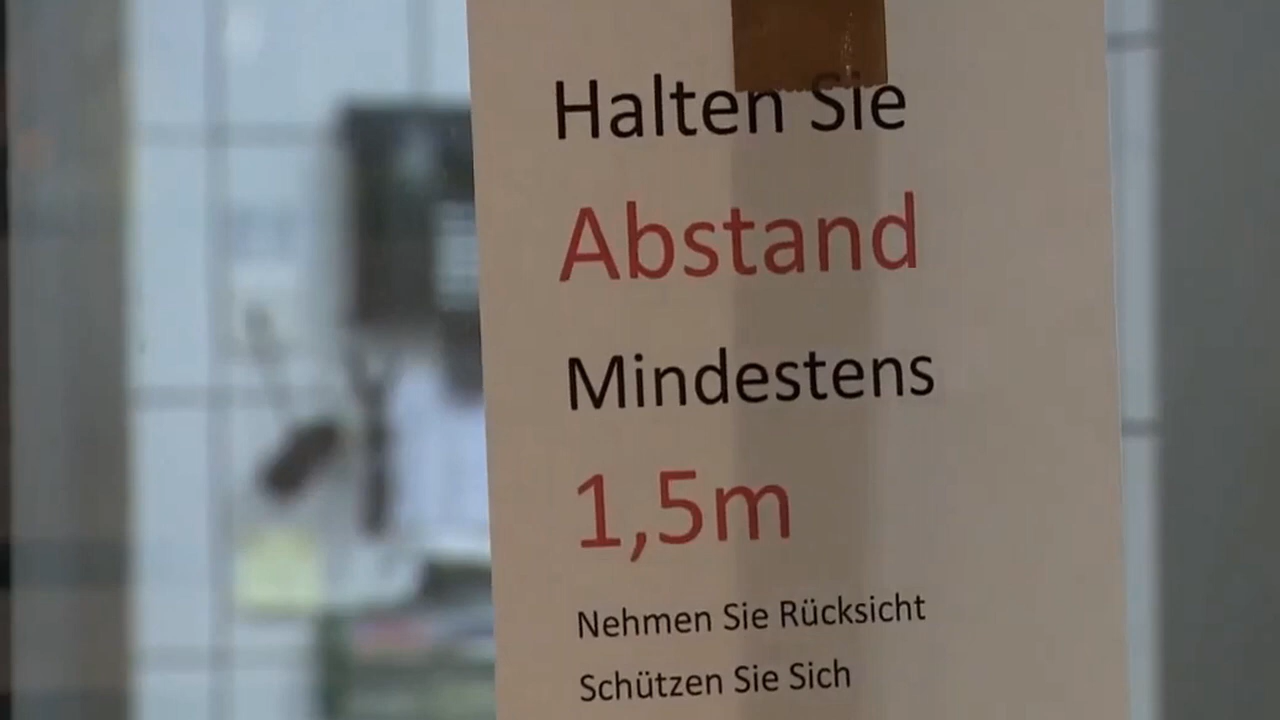 Halten Sie
Abstand
Mindestens
1,5m
Nehmen Sie Rücksicht
Schützen Sie Sich